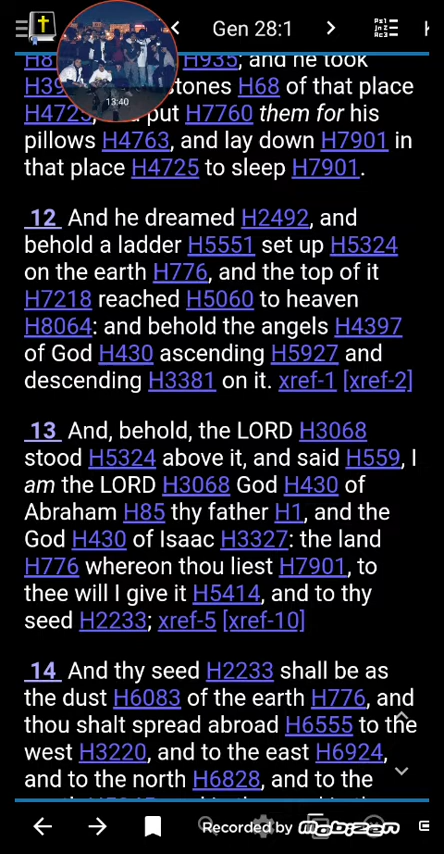 Gen 28:1
13:40
H935; and he took
stones H68 of that place
put H7760 them for his
pillows H4763, and lay down H7901 in
that place H4725 to sleep H7901.
12 And he dreamed H2492, and
behold a ladder H5551 set up H5324
on the earth H776, and the top of it
H7218 reached H5060 to heaven
H8064: and behold the angels H4397
of God H430 ascending H5927 and
descending H3381 on it. xref-1 [xref-2]
13 And, behold, the LORD H3068
stood H5324 above it, and said H559, I
am the LORD H3068 God H430 of
Abraham H85 thy father H1, and the
God H430 of Isaac H3327: the land
H776 whereon thou liest H7901, to
thee will I give it H5414, and to thy
seed H2233; xref-5 [xref-10]
14 And thy seed H2233 shall be as
the dust H6083 of the earth H776, and
thou shalt spread abroad H6555 to the
west H3220, and to the east H6924,
and to the north H6828, and to the
Recorded by mobizen